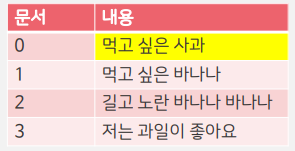 문서 내용
0 먹고 싶은 사과
1 먹고 싶은 바나나
2 길고 노란 바나나 바나나
3 저는 과일이 좋아요